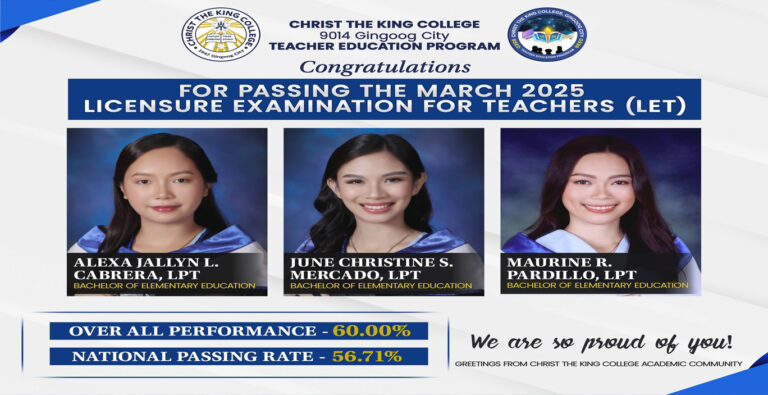 CHRIST THE KING COLLEGE
9014 Gingoog City
TEACHER EDUCATION PROGRAM
Congratulations
FOR PASSING THE MARCH 2025
LICENSURE EXAMINATION FOR TEACHERS (LET)
ALEXA JALLYN L.
CABRERA, LPT
BACHELOR OF ELEMENTARY EDUCATION
JUNE CHRISTINE S.
MERCADO, LPT
BACHELOR OF ELEMENTARY EDUCATION
MAURINE R.
PARDILLO, LPT
BACHELOR OF ELEMENTARY EDUCATION
OVER ALL PERFORMANCE - 60.00%
NATIONAL PASSING RATE - 56.71%
We are so proud of you!
GREETINGS FROM CHRIST THE KING COLLEGE ACADEMIC COMMUNITY